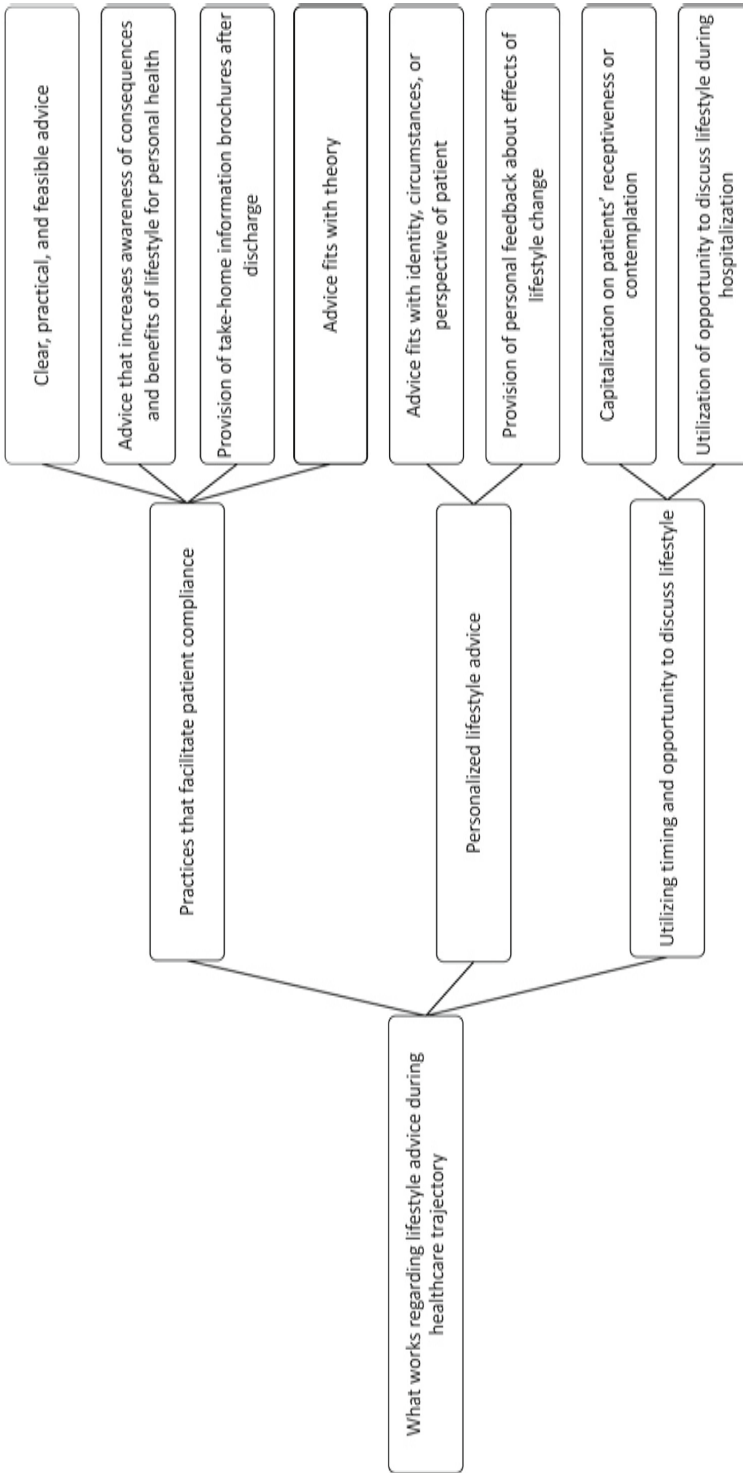 What works regarding lifestyle advice during
healthcare trajectory
Practices that facilitate patient compliance
Clear, practical, and feasible advice
Advice that increases awareness of consequences
and benefits of lifestyle for personal health
Provision of take-home information brochures after
discharge
Advice fits with theory
Personalized lifestyle advice
Advice fits with identity, circumstances, or
perspective of patient
Provision of personal feedback about effects of
lifestyle change
Utilizing timing and opportunity to discuss lifestyle
Capitalization on patients' receptiveness or
contemplation
Utilization of opportunity to discuss lifestyle during
hospitalization